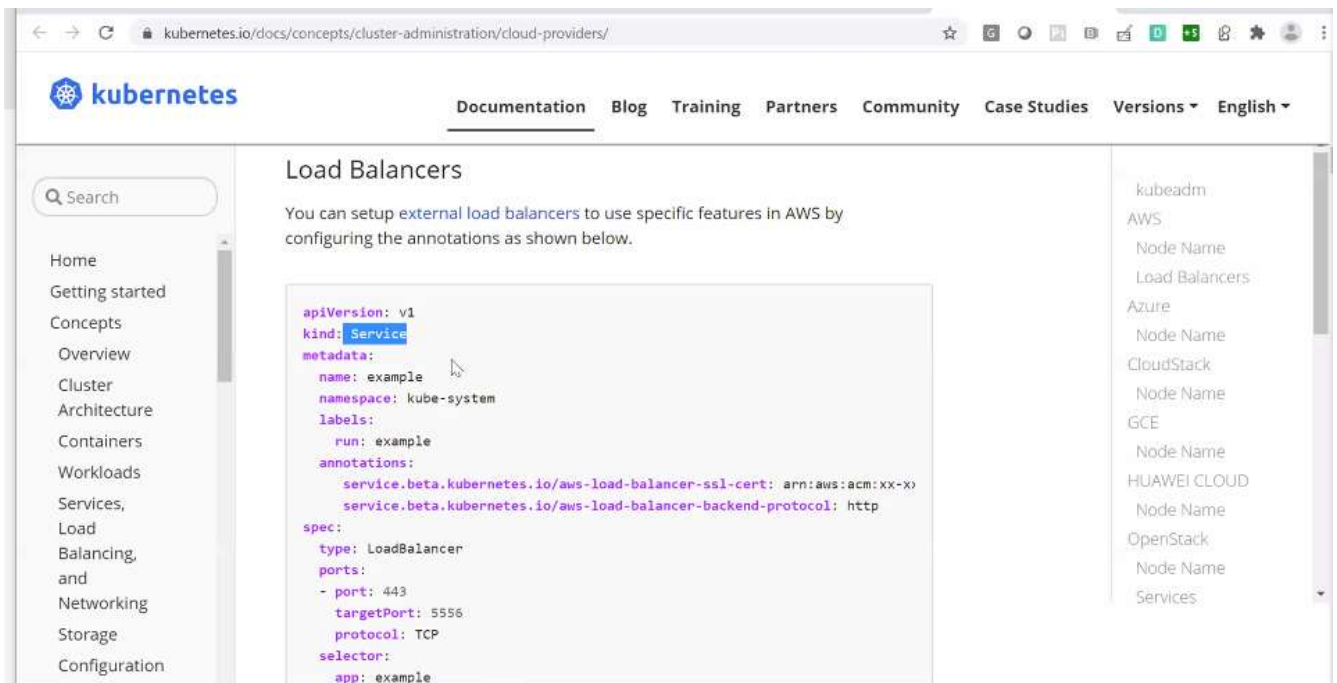 kubernetes.io/docs/concepts/cluster-administration/cloud-providers/
kubernetes
Documentation Blog Training Partners Community Case Studies Versions English
Search
Home
Getting started
Concepts
Overview
Cluster
Architecture
Containers
Workloads
Services,
Load
Balancing,
and
Networking
Storage
Configuration
Load Balancers
You can setup external load balancers to use specific features in AWS by
configuring the annotations as shown below.
apiVersion: v1
kind: Service
metadata:
name: example
namespace: kube-system
labels:
run: example
annotations:
service.beta.kubernetes.io/aws-load-balancer-ssl-cert: arn:aws:acm:xx-x
service.beta.kubernetes.io/aws-load-balancer-backend-protocol: http
spec:
type: LoadBalancer
ports:
- port: 443
targetPort: 5556
protocol: TCP
selector:
app: example
kubeadm
AWS
Node Name
Load Balancers
Azure
Node Name
CloudStack
Node Name
GCE
Node Name
HUAWEI CLOUD
Node Name
OpenStack
Node Name
Services